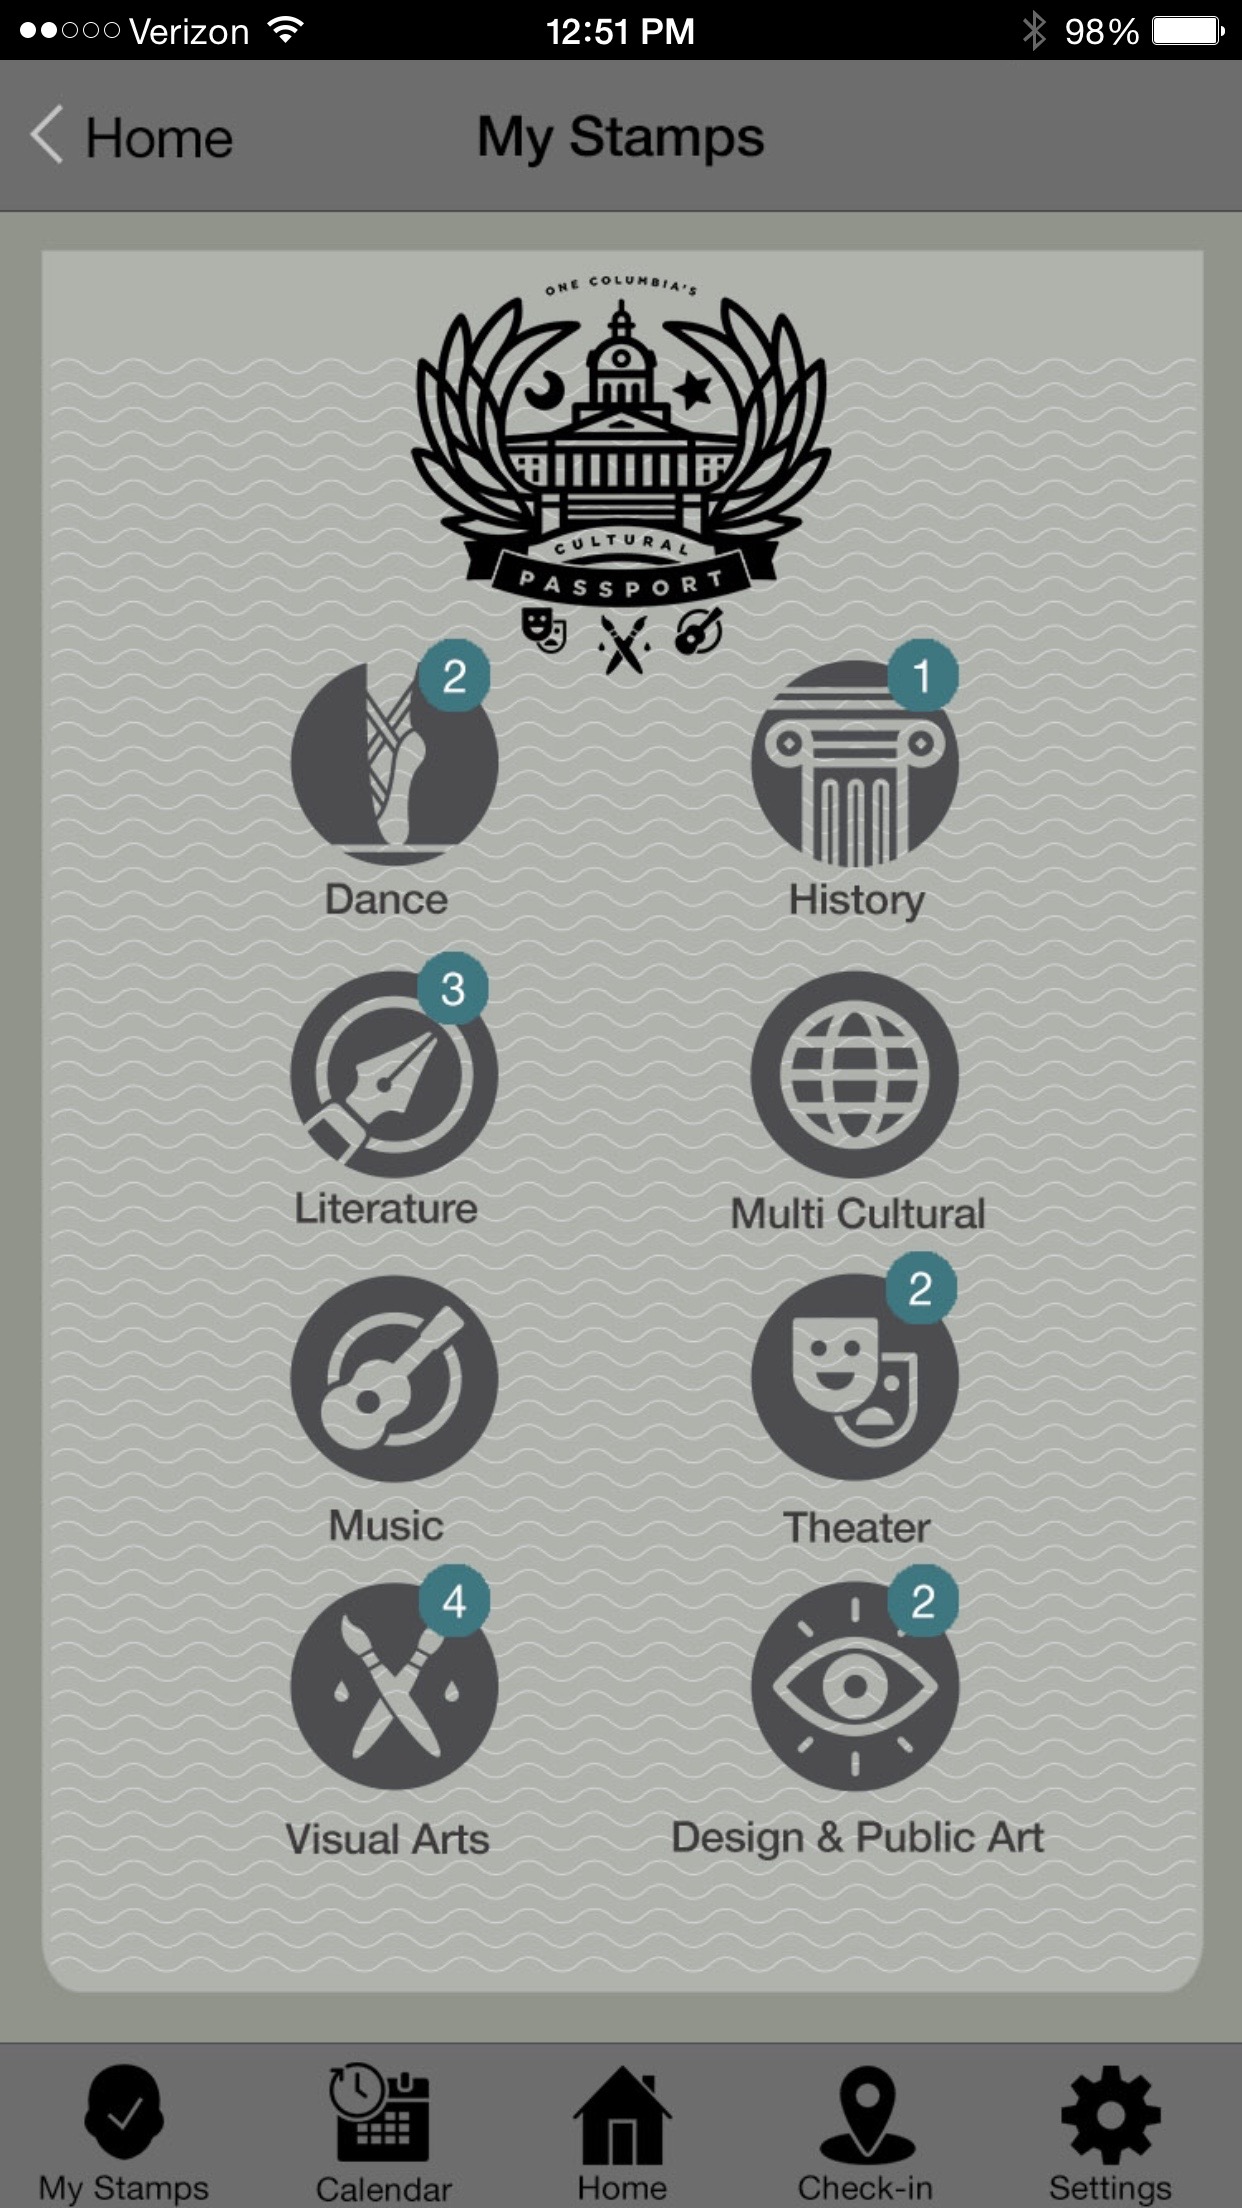 Verizon 12:51 PM 98%
Home My Stamps
ONE COLUMBIA'S
CULTURAL
PASSPORT
2 1
Dance History
3
Literature Multi Cultural
2
Music Theater
4 2
Visual Arts Design & Public Art
My Stamps Calendar Home Check-in Settings